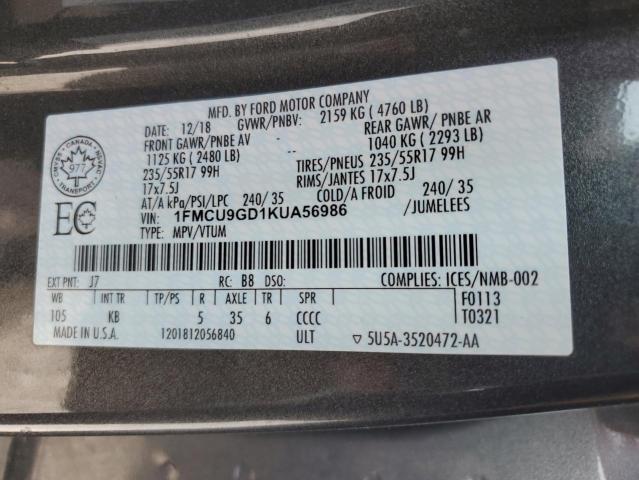 MFD. BY FORD MOTOR COMPANY
DATE: 12/18 GVWR/PNBV: 2159 KG ( 4760 LB)
FRONT GAWR/PNBE AV -- REAR GAWR/ PNBE AR
1125 KG ( 2480 LB) -- 1040 KG ( 2293 LB)
235/55R17 99H TIRES/PNEUS 235/55R17 99H
17x7.5J RIMS/JANTES 17x7.5J
AT/A kPa/PSI/LPC 240/ 35 COLD/A FROID 240/ 35
VIN: 1FMCU9GD1KUA56986 /JUMELEES
TYPE: MPV/VTUM
CANADA
977
TRANSPORT
EC
EXT PNT: J7 RC: B8 DSO: COMPLIES: ICES/NMB-002
WB INT TR TP/PS R AXLE TR SPR F0113
105 KB 5 35 6 CCCC T0321
MADE IN U.S.A. 1201812056840 ULT ▽ 5U5A-3520472-AA